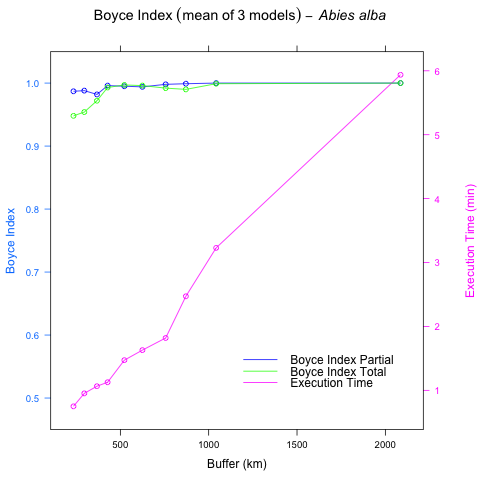 Boyce Index (mean of 3 models) – Abies alba
1.0
0.9
0.8
0.7
0.6
0.5
Boyce Index
6
5
4
3
2
1
Execution Time (min)
Boyce Index Partial
Boyce Index Total
Execution Time
500 1000 1500 2000
Buffer (km)